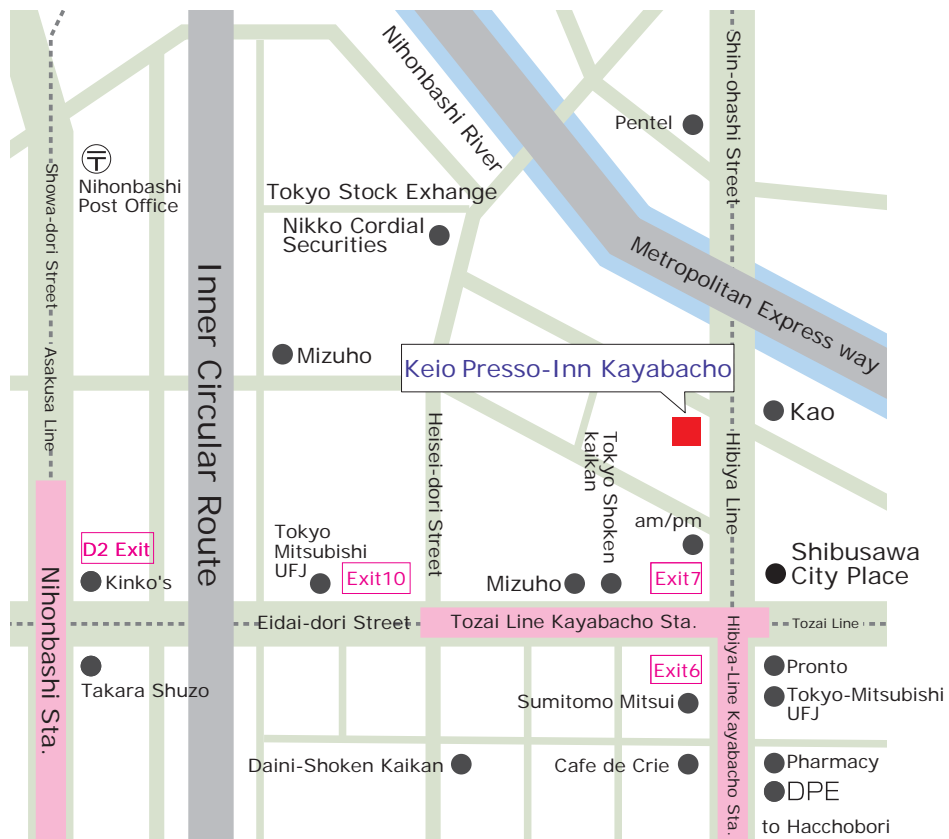 Nihonbashi River
Shin-ohashi Street
Pentel
〒
Nihonbashi
Post Office
Showa-dori Street
Tokyo Stock Exhange
Nikko Cordial
Securities
Metropolitan Express way
Inner Circular Route
Asakusa Line
Mizuho
Keio Presso-Inn Kayabacho
Kao
Heisei-dori Street
Tokyo Shoken
kaikan
Hibiya Line
am/pm
D2 Exit
Kinko's
Tokyo
Mitsubishi
UFJ
Exit10
Mizuho
Exit7
Shibusawa
City Place
Nihonbashi Sta.
Eidai-dori Street
Tozai Line Kayabacho Sta.
Tozai Line
Hibiya-Line Kayabacho Sta.
Takara Shuzo
Exit6
Pronto
Sumitomo Mitsui
Tokyo-Mitsubishi
UFJ
Daini-Shoken Kaikan
Cafe de Crie
Pharmacy
DPE
to Hacchobori